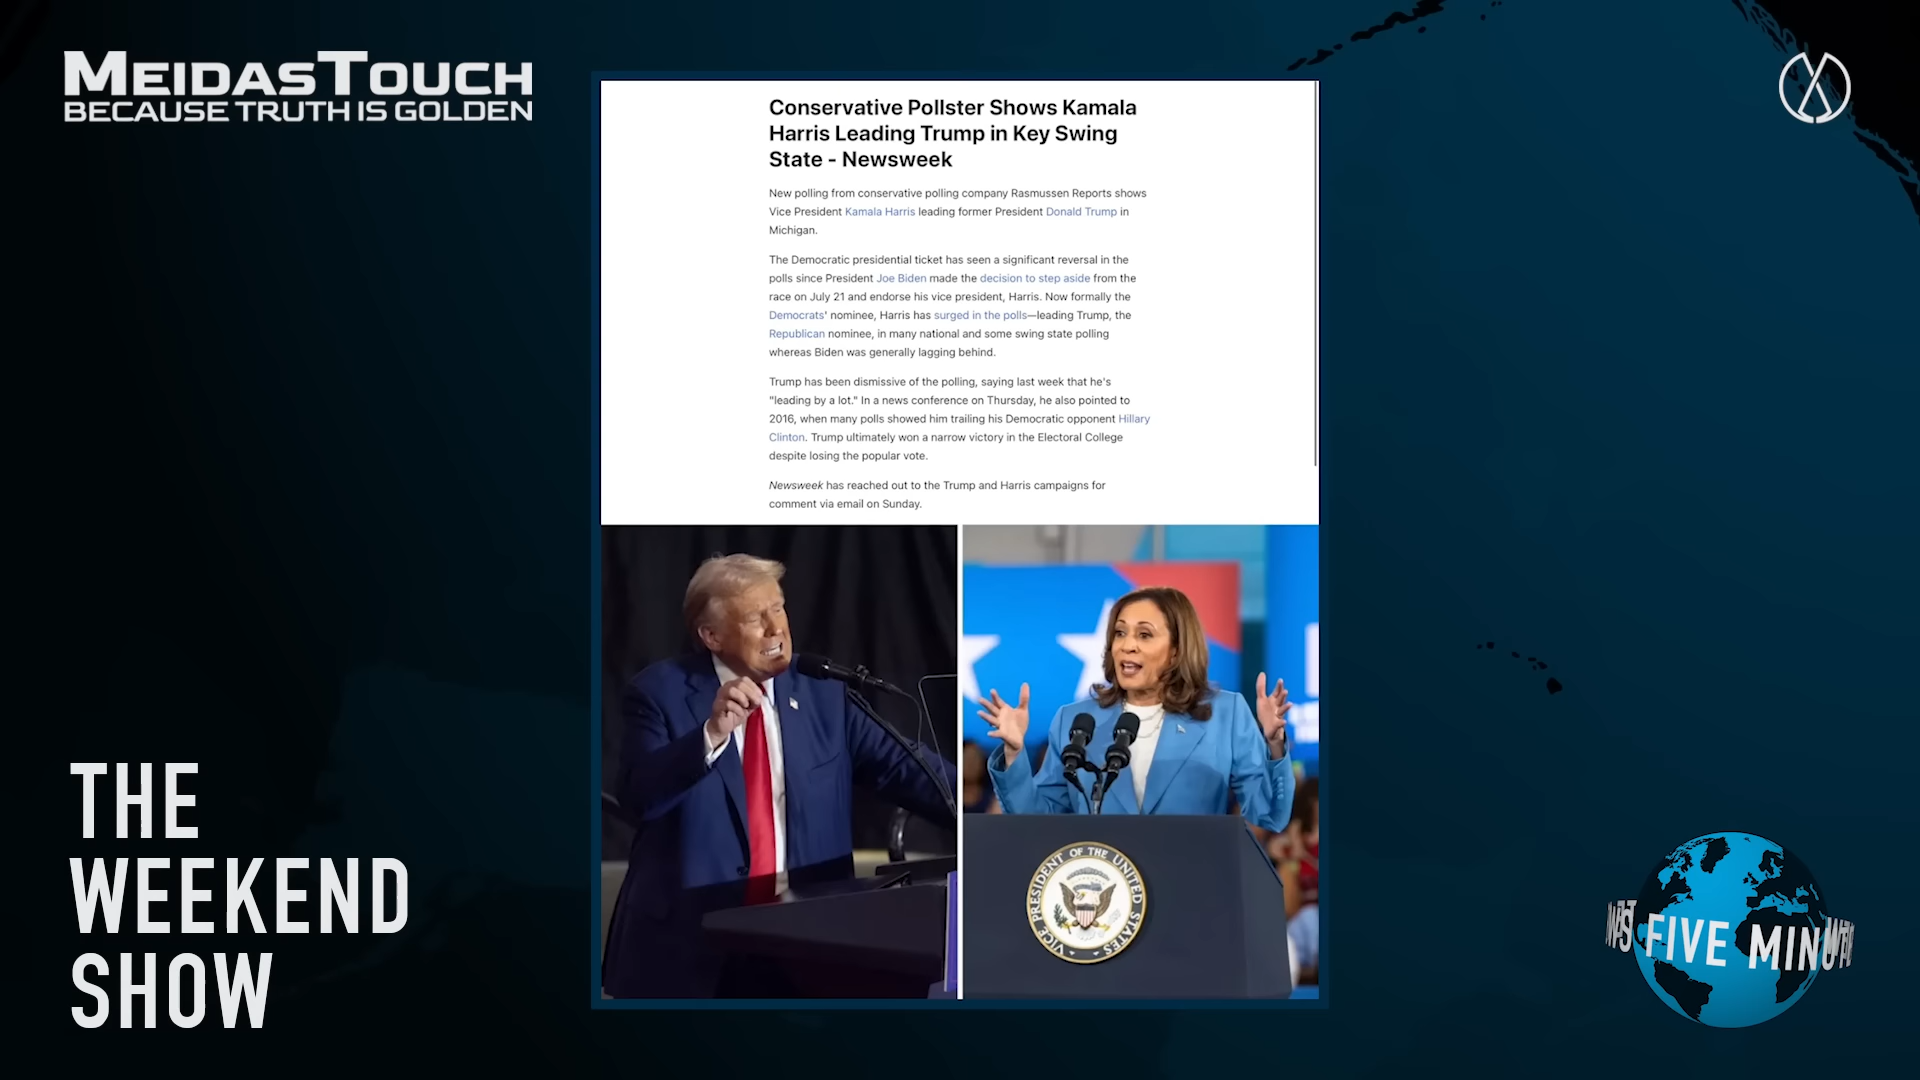 MEIDASTOUCH
BECAUSE TRUTH IS GOLDEN
Conservative Pollster Shows Kamala
Harris Leading Trump in Key Swing
State - Newsweek
New polling from conservative polling company Rasmussen Reports shows
Vice President Kamala Harris leading former President Donald Trump in
Michigan.
The Democratic presidential ticket has seen a significant reversal in the
polls since President Joe Biden made the decision to step aside from the
race on July 21 and endorse his vice president, Harris. Now formally the
Democrats' nominee, Harris has surged in the polls—leading Trump, the
Republican nominee, in many national and some swing state polling
whereas Biden was generally lagging behind.
Trump has been dismissive of the polling, saying last week that he's
"leading by a lot." In a news conference on Thursday, he also pointed to
2016, when many polls showed him trailing his Democratic opponent Hillary
Clinton. Trump ultimately won a narrow victory in the Electoral College
despite losing the popular vote.
Newsweek has reached out to the Trump and Harris campaigns for
comment via email on Sunday.
VICE PRESIDENT OF THE UNITED STATES
THE
WEEKEND
SHOW
FIVE